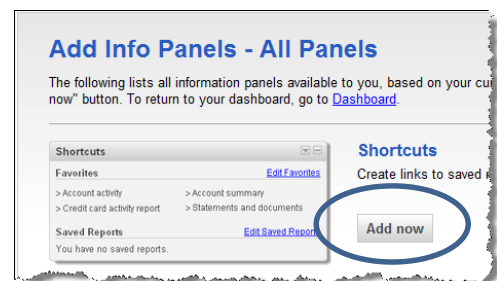 Add Info Panels - All Panels
The following lists all information panels available to you, based on your
now" button. To return to your dashboard, go to Dashboard.
Shortcuts
Favorites Edit Favorites
> Account activity > Account summary
> Credit card activity report > Statements and documents
Saved Reports Edit Saved Reports
You have no saved reports.
Shortcuts
Create links to saved
Add now